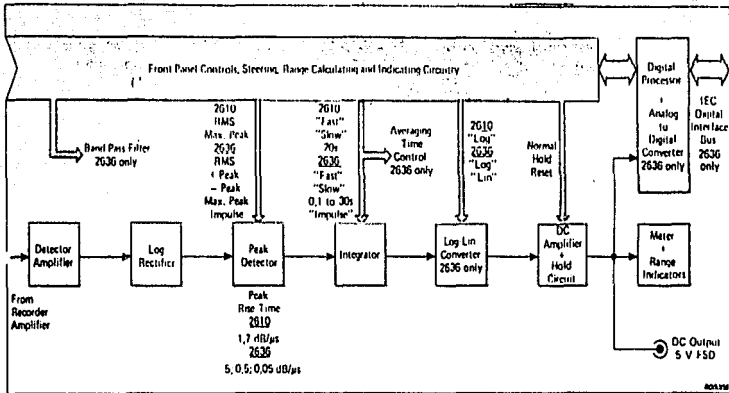 Front Panel Controls, Steering, Range Calculating and Indicating Circuitry
Digital
Processor
+
Analog
to
Digital
Converter
2636 only
IEC
Digital
Interface
Bus
2636
only
Band Pass Filter
2636 only
2610
RMS
Max. Peak
2636
RMS
+ Peak
– Peak
Max. Peak
Impulse
2610
"Fast"
"Slow"
20s
2636
"Fast"
"Slow"
0,1 to 30s
"Impulse"
Averaging
Time
Control
2636 only
2610
"Log"
2636
"Log"
"Lin"
Normal
Hold
Reset
Detector
Amplifier
Log
Rectifier
Peak
Detector
Integrator
Log Lin
Converter
2636 only
DC
Amplifier
+ Hold
Circuit
Meter
+
Range
Indicators
From
Recorder
Amplifier
Peak
Rise Time
2610
1,7 dB/µs
2636
5; 0,5; 0,05 dB/µs
DC Output
5 V FSD